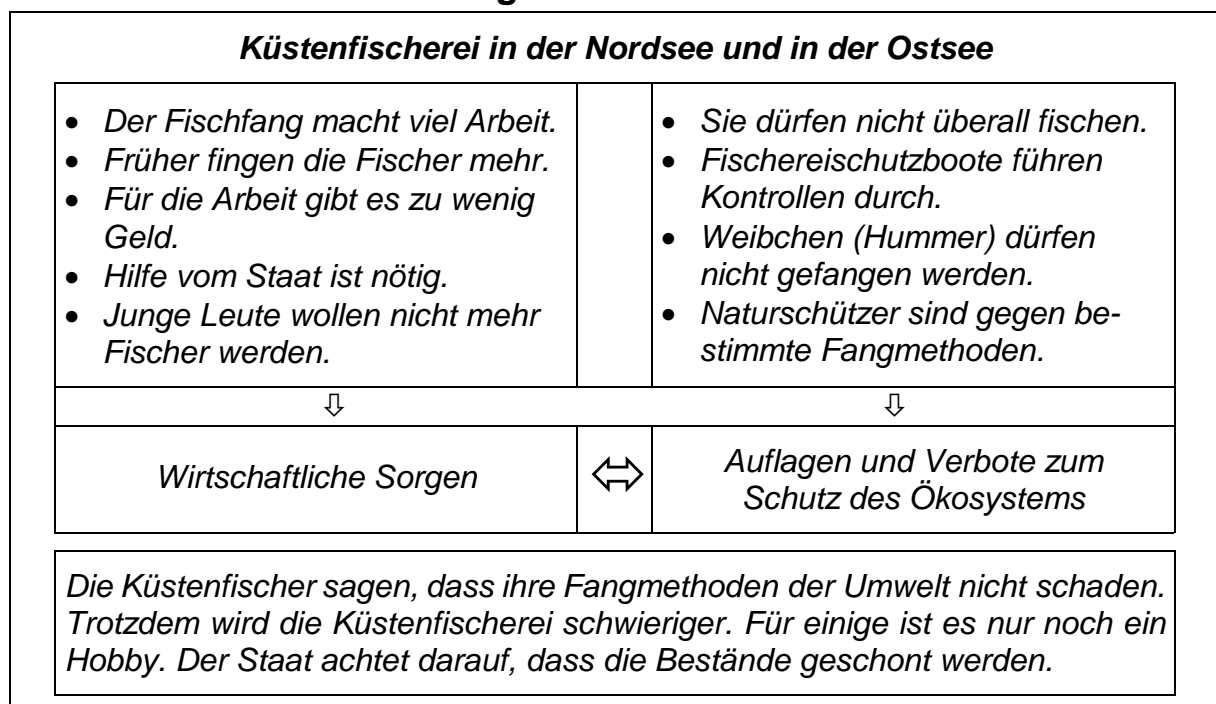 Küstenfischerei in der Nordsee und in der Ostsee
• Der Fischfang macht viel Arbeit.
• Früher fingen die Fischer mehr.
• Für die Arbeit gibt es zu wenig
Geld.
• Hilfe vom Staat ist nötig.
• Junge Leute wollen nicht mehr
Fischer werden.
• Sie dürfen nicht überall fischen.
• Fischereischutzboote führen
Kontrollen durch.
• Weibchen (Hummer) dürfen
nicht gefangen werden.
• Naturschützer sind gegen be-
stimmte Fangmethoden.
⇩ ⇩
Wirtschaftliche Sorgen
⇔
Auflagen und Verbote zum
Schutz des Ökosystems
Die Küstenfischer sagen, dass ihre Fangmethoden der Umwelt nicht schaden.
Trotzdem wird die Küstenfischerei schwieriger. Für einige ist es nur noch ein
Hobby. Der Staat achtet darauf, dass die Bestände geschont werden.